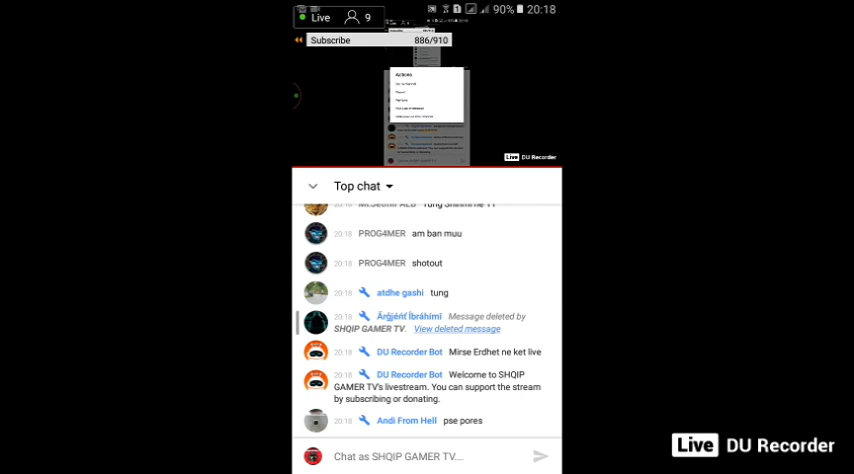 Live 9
90% 20:18
Subscribe 886/910
Actions
Live DU Recorder
Top chat
20:18 PROG4MER am ban muu
20:18 PROG4MER shotout
20:18 atdhe gashi tung
20:18 Message deleted by
SHQIP GAMER TV. View deleted message
20:18 DU Recorder Bot Mirse Erdhet ne ket live
20:18 DU Recorder Bot Welcome to SHQIP
GAMER TV's livestream. You can support the stream
by subscribing or donating.
20:18 Andi From Hell pse pores
Chat as SHQIP GAMER TV...
Live DU Recorder